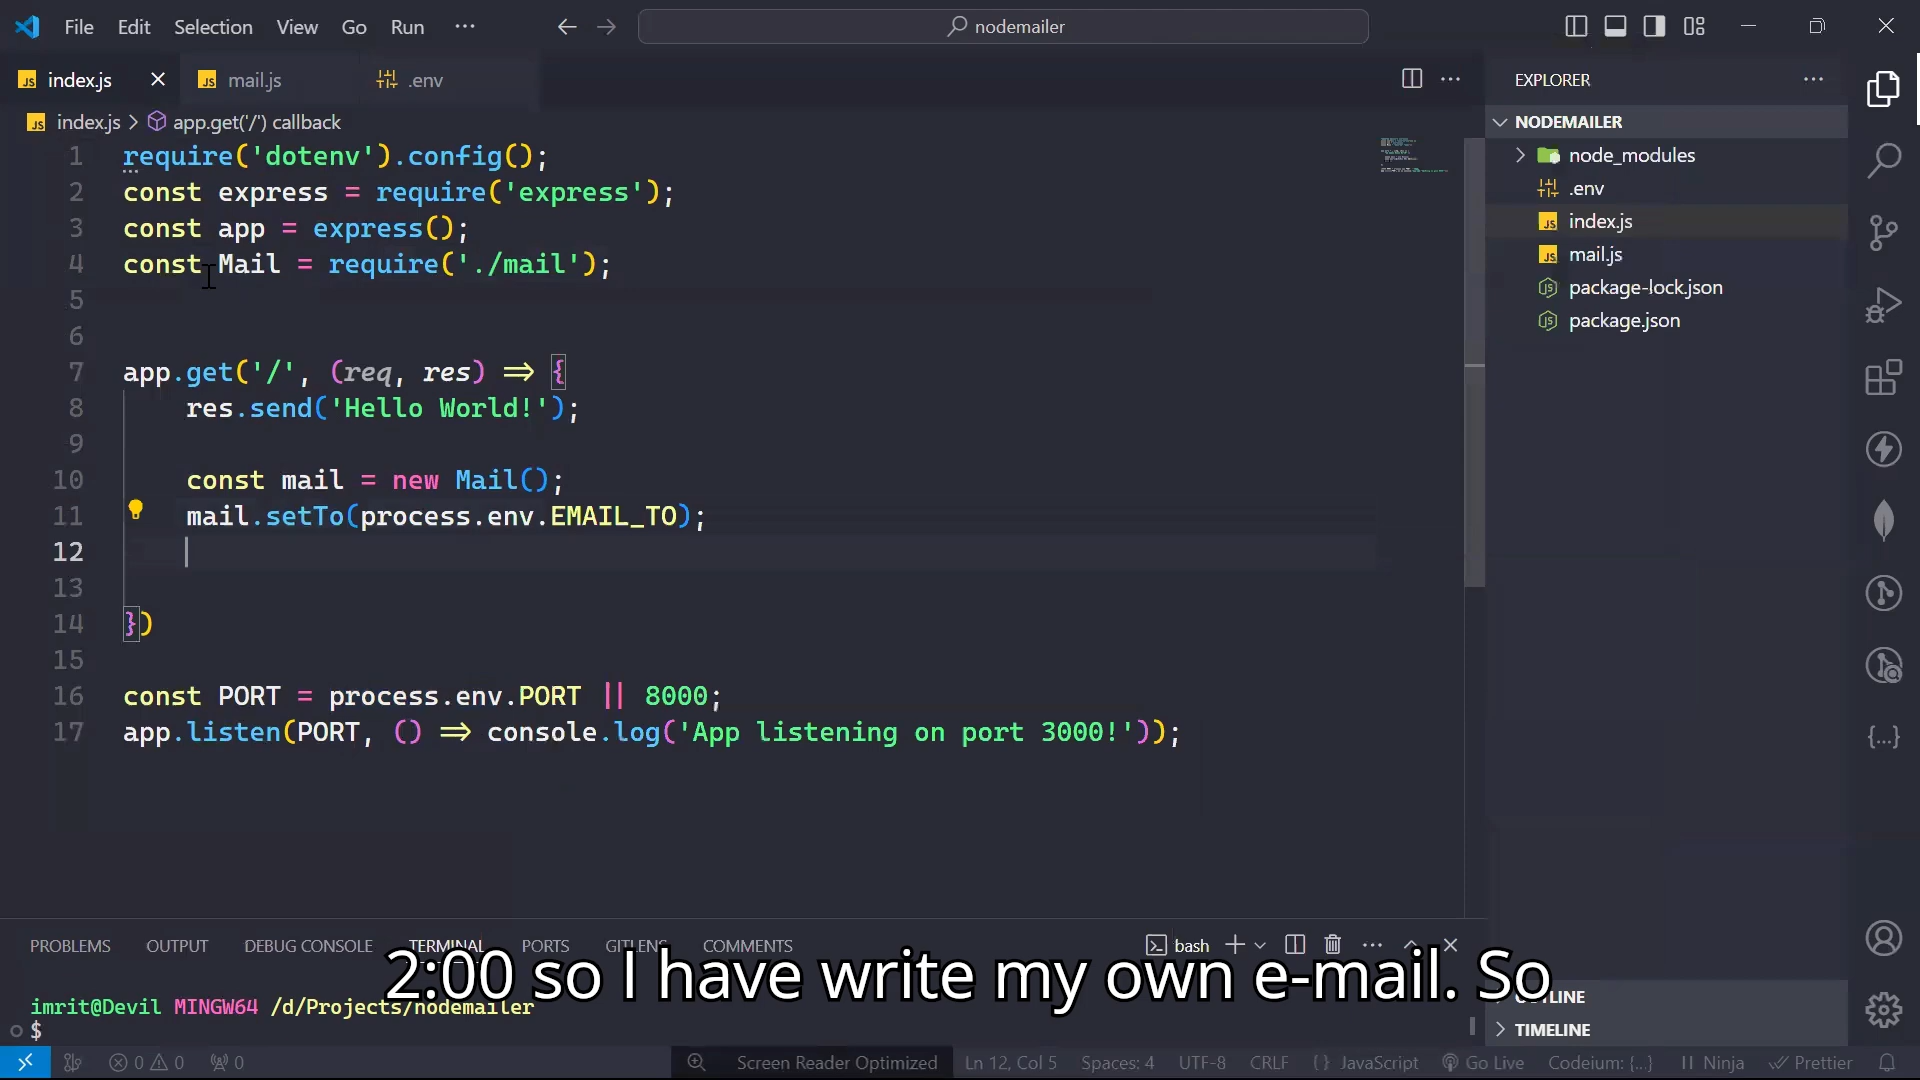 File Edit Selection View Go Run ···
nodemailer
index.js
mail.js
.env
index.js > app.get('/') callback
1 require('dotenv').config();
2 const express = require('express');
3 const app = express();
4 const Mail = require('./mail');
5
6
7 app.get('/', (req, res) => {
8 res.send('Hello World!');
9
10 const mail = new Mail();
11 mail.setTo(process.env.EMAIL_TO);
12
13
14 })
15
16 const PORT = process.env.PORT || 8000;
17 app.listen(PORT, () => console.log('App listening on port 3000!'));
EXPLORER
NODEMAILER
node_modules
.env
index.js
mail.js
package-lock.json
package.json
OUTLINE
TIMELINE
PROBLEMS OUTPUT DEBUG CONSOLE TERMINAL PORTS GITLENS COMMENTS
bash
2:00 so I have write my own e-mail. So
imrit@Devil MINGW64 /d/Projects/nodemailer
$
0 0 0
Screen Reader Optimized Ln 12, Col 5 Spaces: 4 UTF-8 CRLF { } JavaScript Go Live Codeium: {...} Ninja Prettier